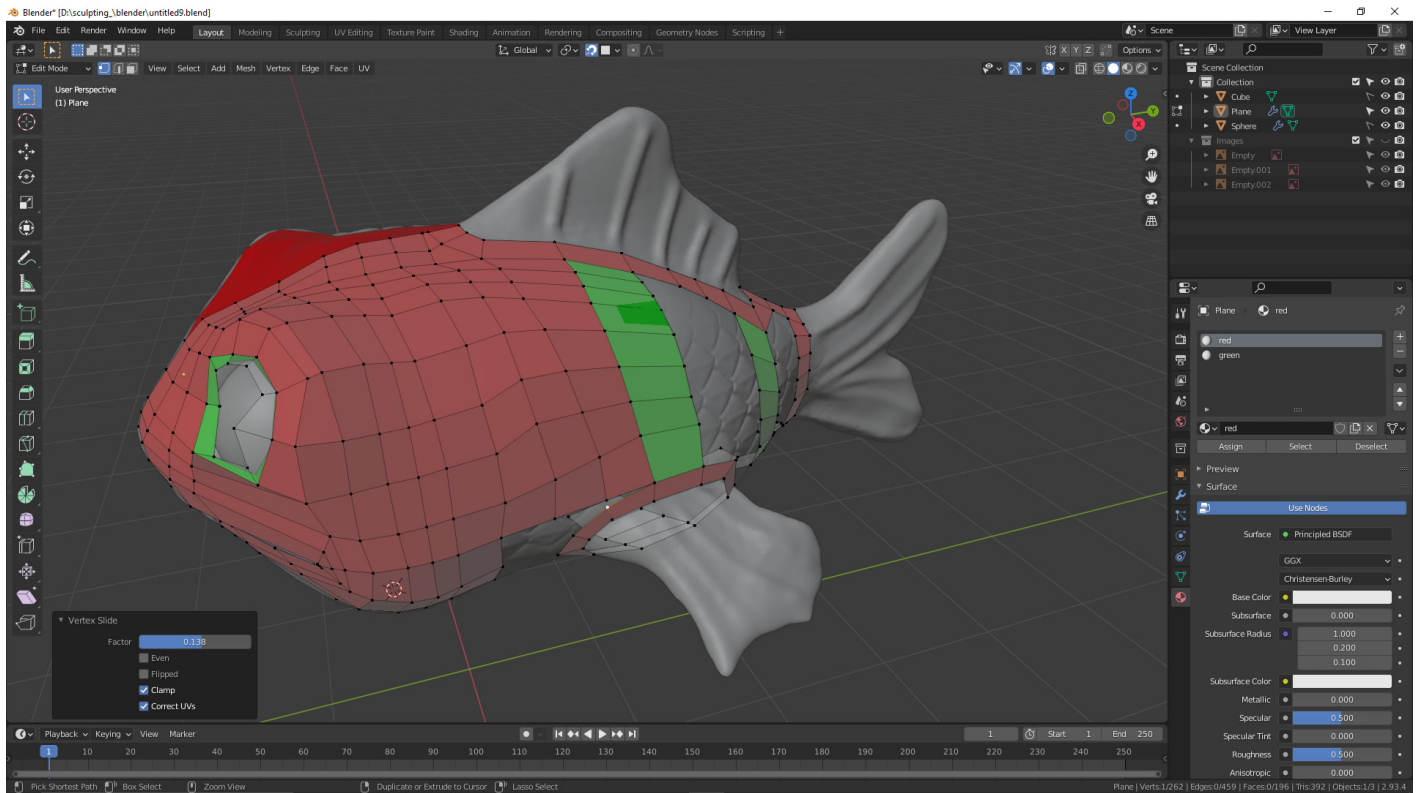 Blender* [D:\sculpting_\blender\untitled9.blend]
File Edit Render Window Help Layout Modeling Sculpting UV Editing Texture Paint Shading Animation Rendering Compositing Geometry Nodes Scripting + Scene View Layer
Global X Y Z Options
Edit Mode View Select Add Mesh Vertex Edge Face UV
User Perspective
(1) Plane
Z
Y
X
Scene Collection
Collection
Cube
Plane
Sphere
Images
Empty
Empty.001
Empty.002
Plane red
red
green
red
Assign Select Deselect
Preview
Surface
Use Nodes
Surface Principled BSDF
GGX
Christensen-Burley
Base Color
Subsurface 0.000
Subsurface Radius 1.000
0.200
0.100
Subsurface Color
Metallic 0.000
Specular 0.500
Specular Tint 0.000
Roughness 0.500
Anisotropic 0.000
Vertex Slide
Factor 0.138
Even
Flipped
Clamp
Correct UVs
Playback Keying View Marker 1 Start 1 End 250
1 10 20 30 40 50 60 70 80 90 100 110 120 130 140 150 160 170 180 190 200 210 220 230 240 250
Pick Shortest Path Box Select Zoom View Duplicate or Extrude to Cursor Lasso Select Plane | Verts:1/262 | Edges:0/459 | Faces:0/196 | Tris:392 | Objects:1/3 | 2.93.4